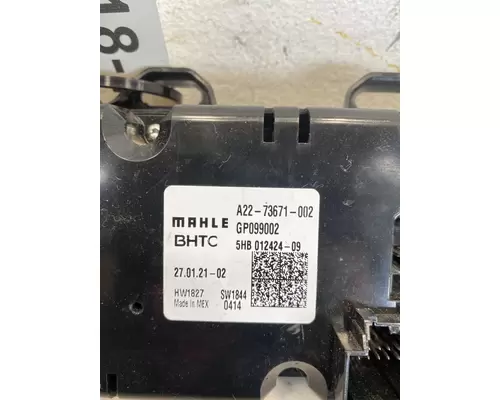 18-
A22-73671-002
MAHLE GP099002
BHTC 5HB 012424-09
27.01.21-02
HW1827 SW1844
Made in MEX 0414